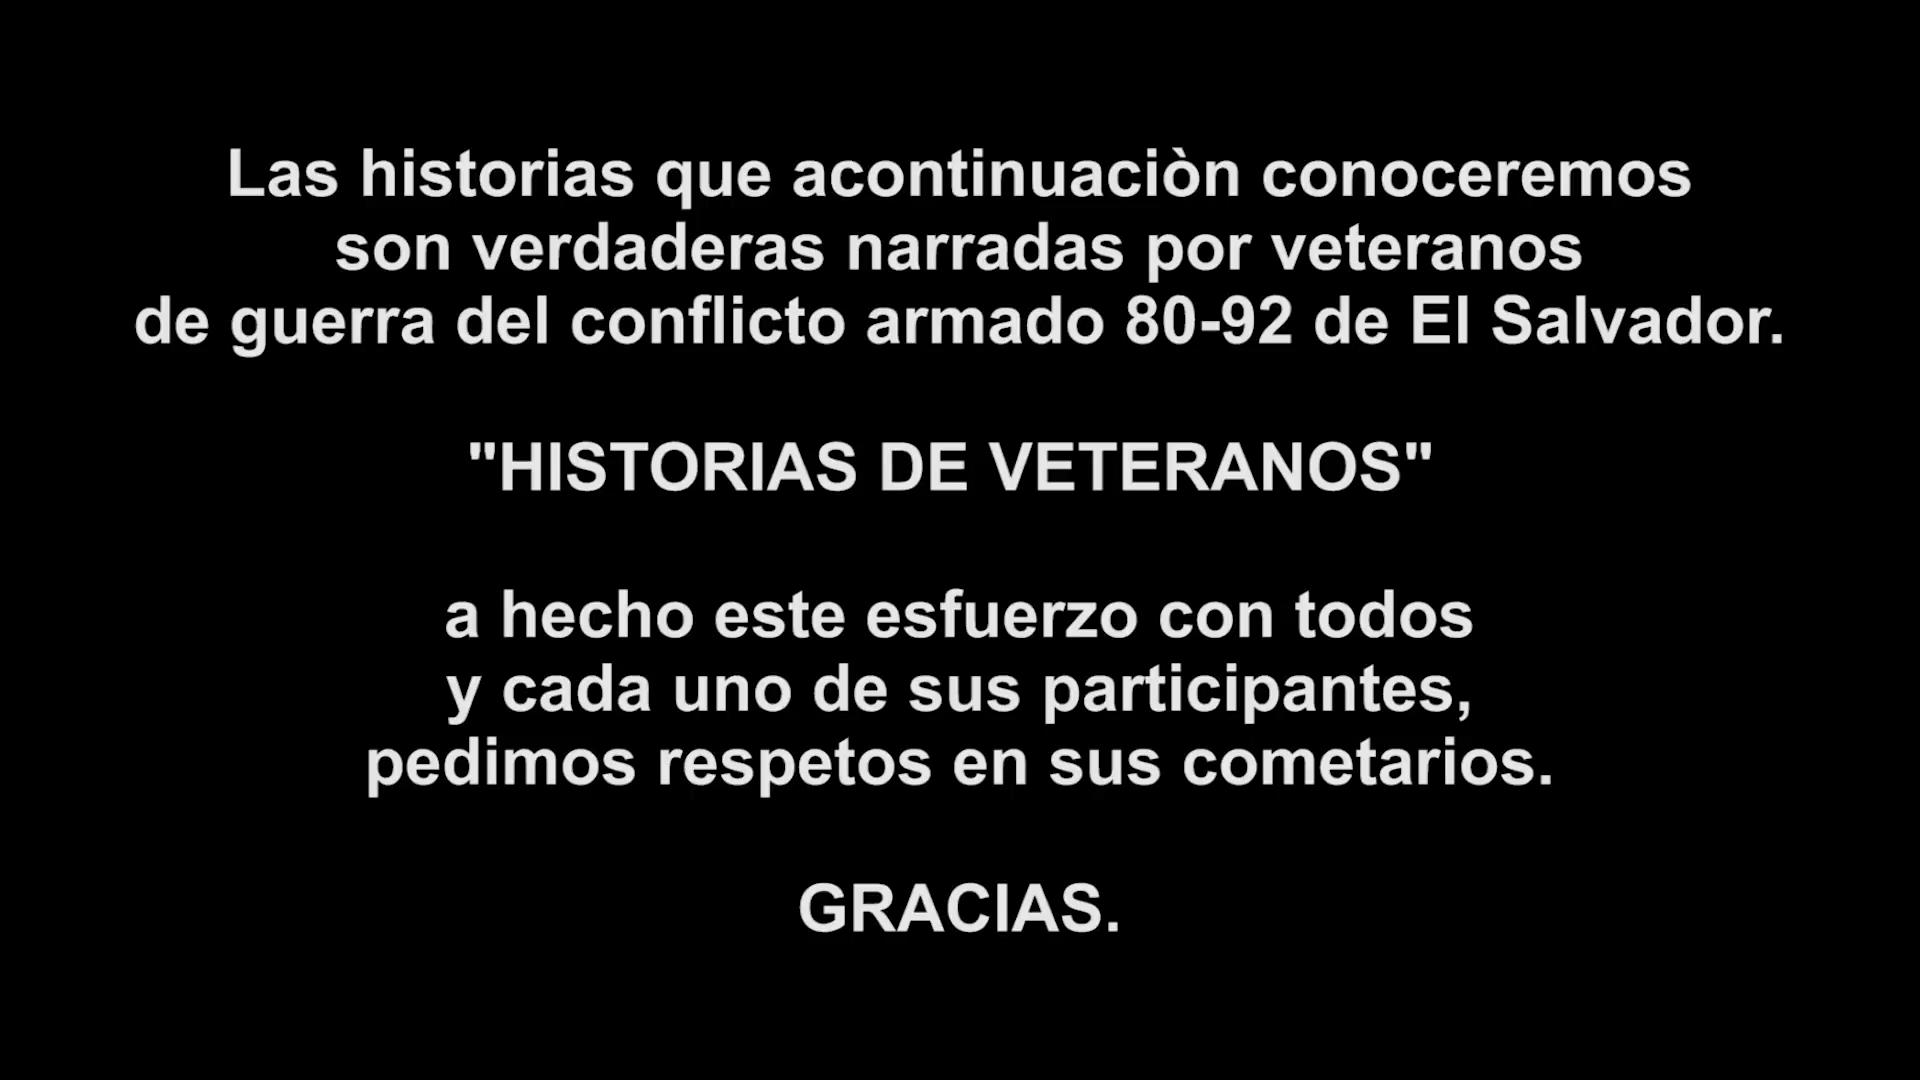 Las historias que acontinuaciòn conoceremos
son verdaderas narradas por veteranos
de guerra del conflicto armado 80-92 de El Salvador.
"HISTORIAS DE VETERANOS"
a hecho este esfuerzo con todos
y cada uno de sus participantes,
pedimos respetos en sus cometarios.
GRACIAS.